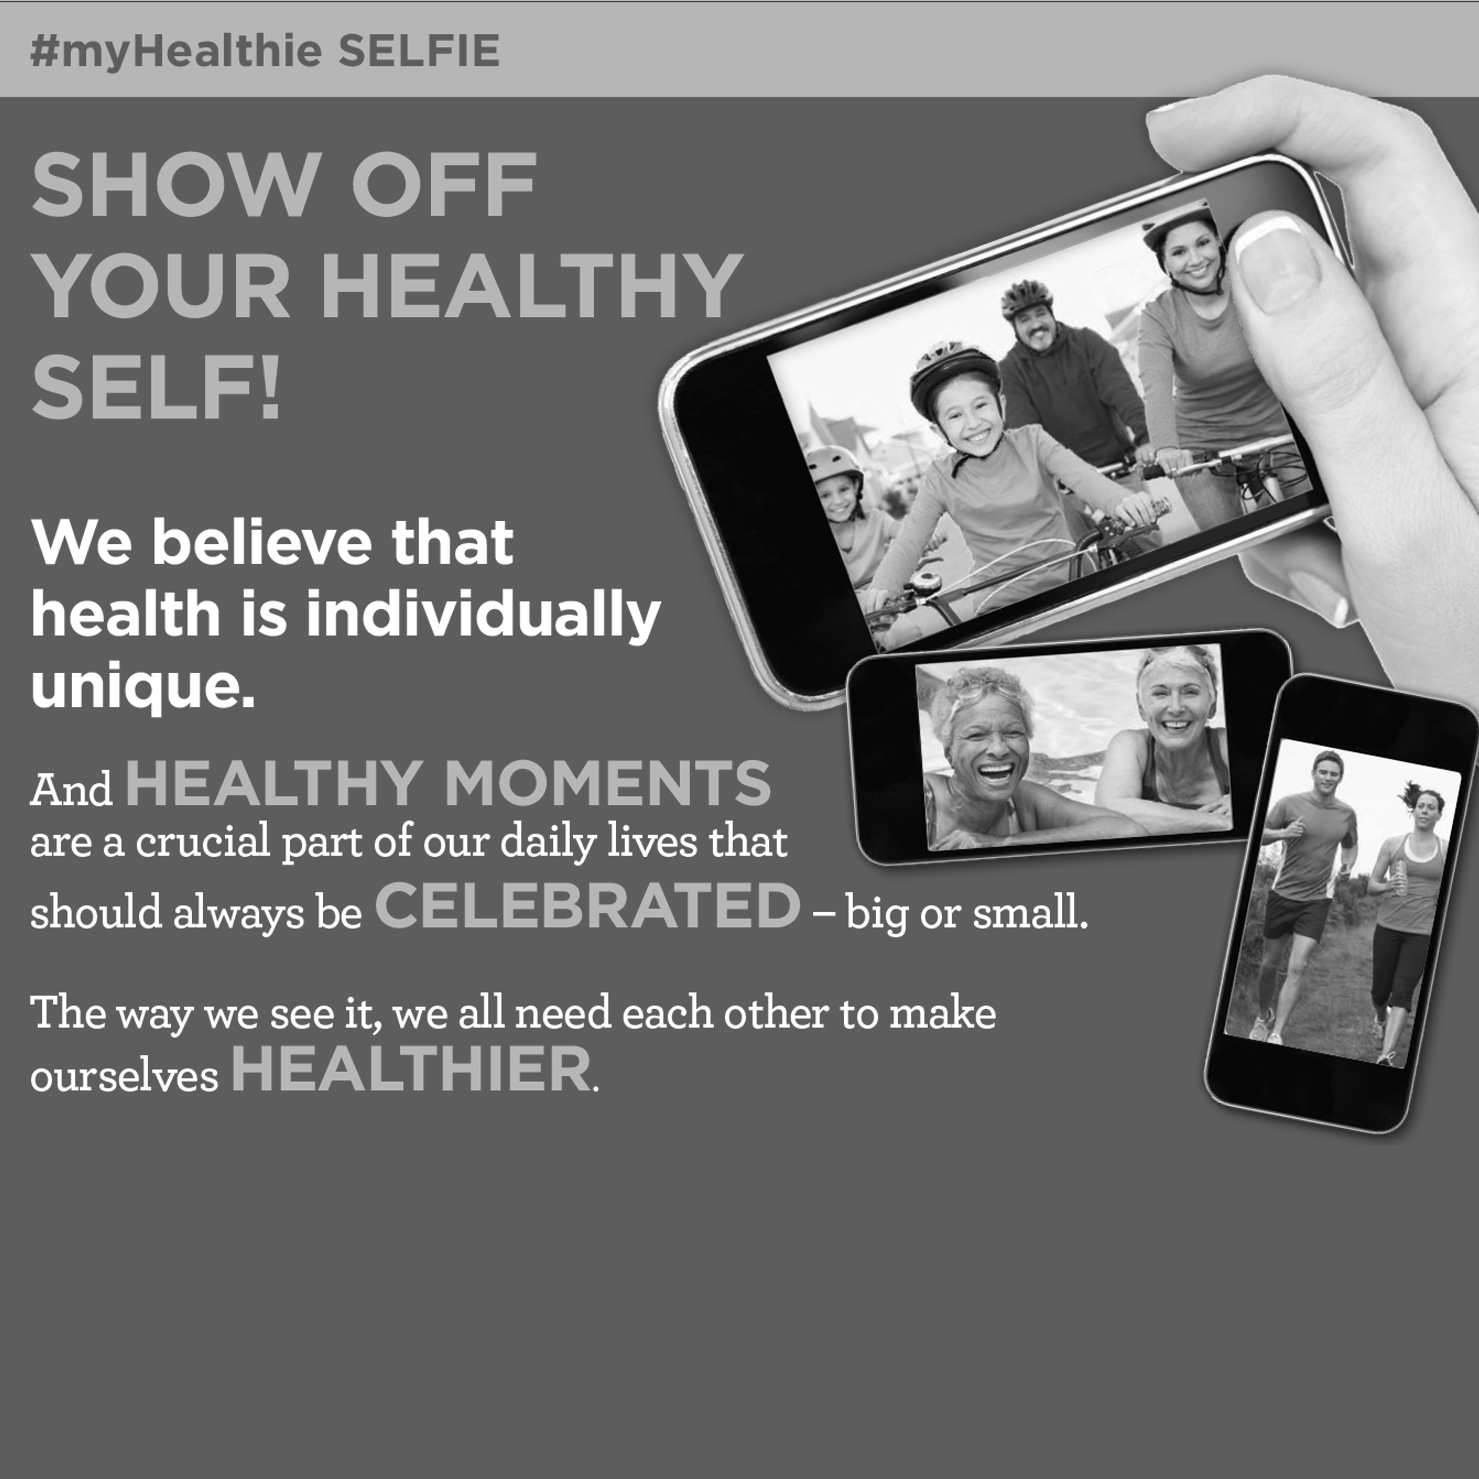 #myHealthie SELFIE
SHOW OFF
YOUR HEALTHY
SELF!
We believe that
health is individually
unique.
And HEALTHY MOMENTS
are a crucial part of our daily lives that
should always be CELEBRATED – big or small.
The way we see it, we all need each other to make
ourselves HEALTHIER.